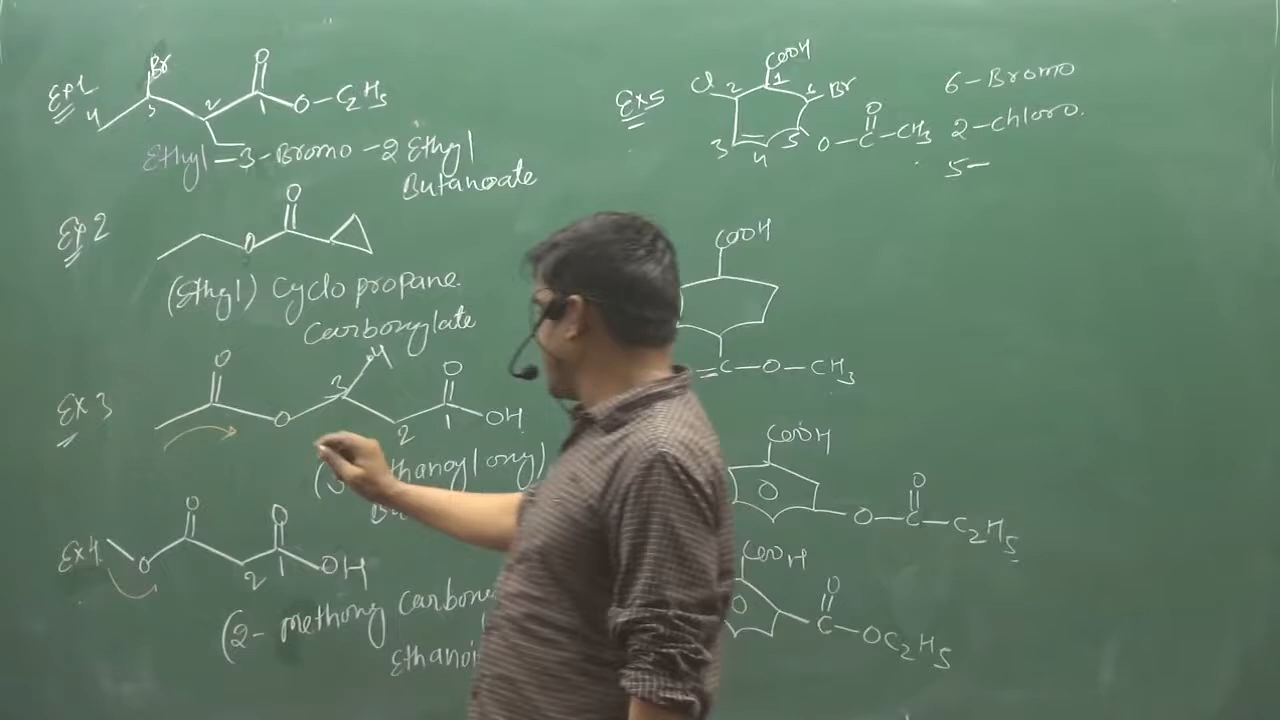 Ex 1
Br
4
3
2
1
O
O-C2H5
Ethyl-3-Bromo-2 Ethyl
Butanoate
Ex 2
O
O
(Ethyl) Cyclo propane
Carboxylate
Ex 3
O
O
3
4
2
1
O
OH
thanoyl oxy)
Ex 4
O
O
2
O
1
OH
(2- methoxy Carbon
Ethanoi
Ex 5
COOH
Cl
2
1
6
Br
3
4
5
O-C-CH3
O
6-Bromo
2-chloro
5-
COOH
=C-O-CH3
COOH
O
O-C-C2H5
O
COOH
O
O
C-OC2H5